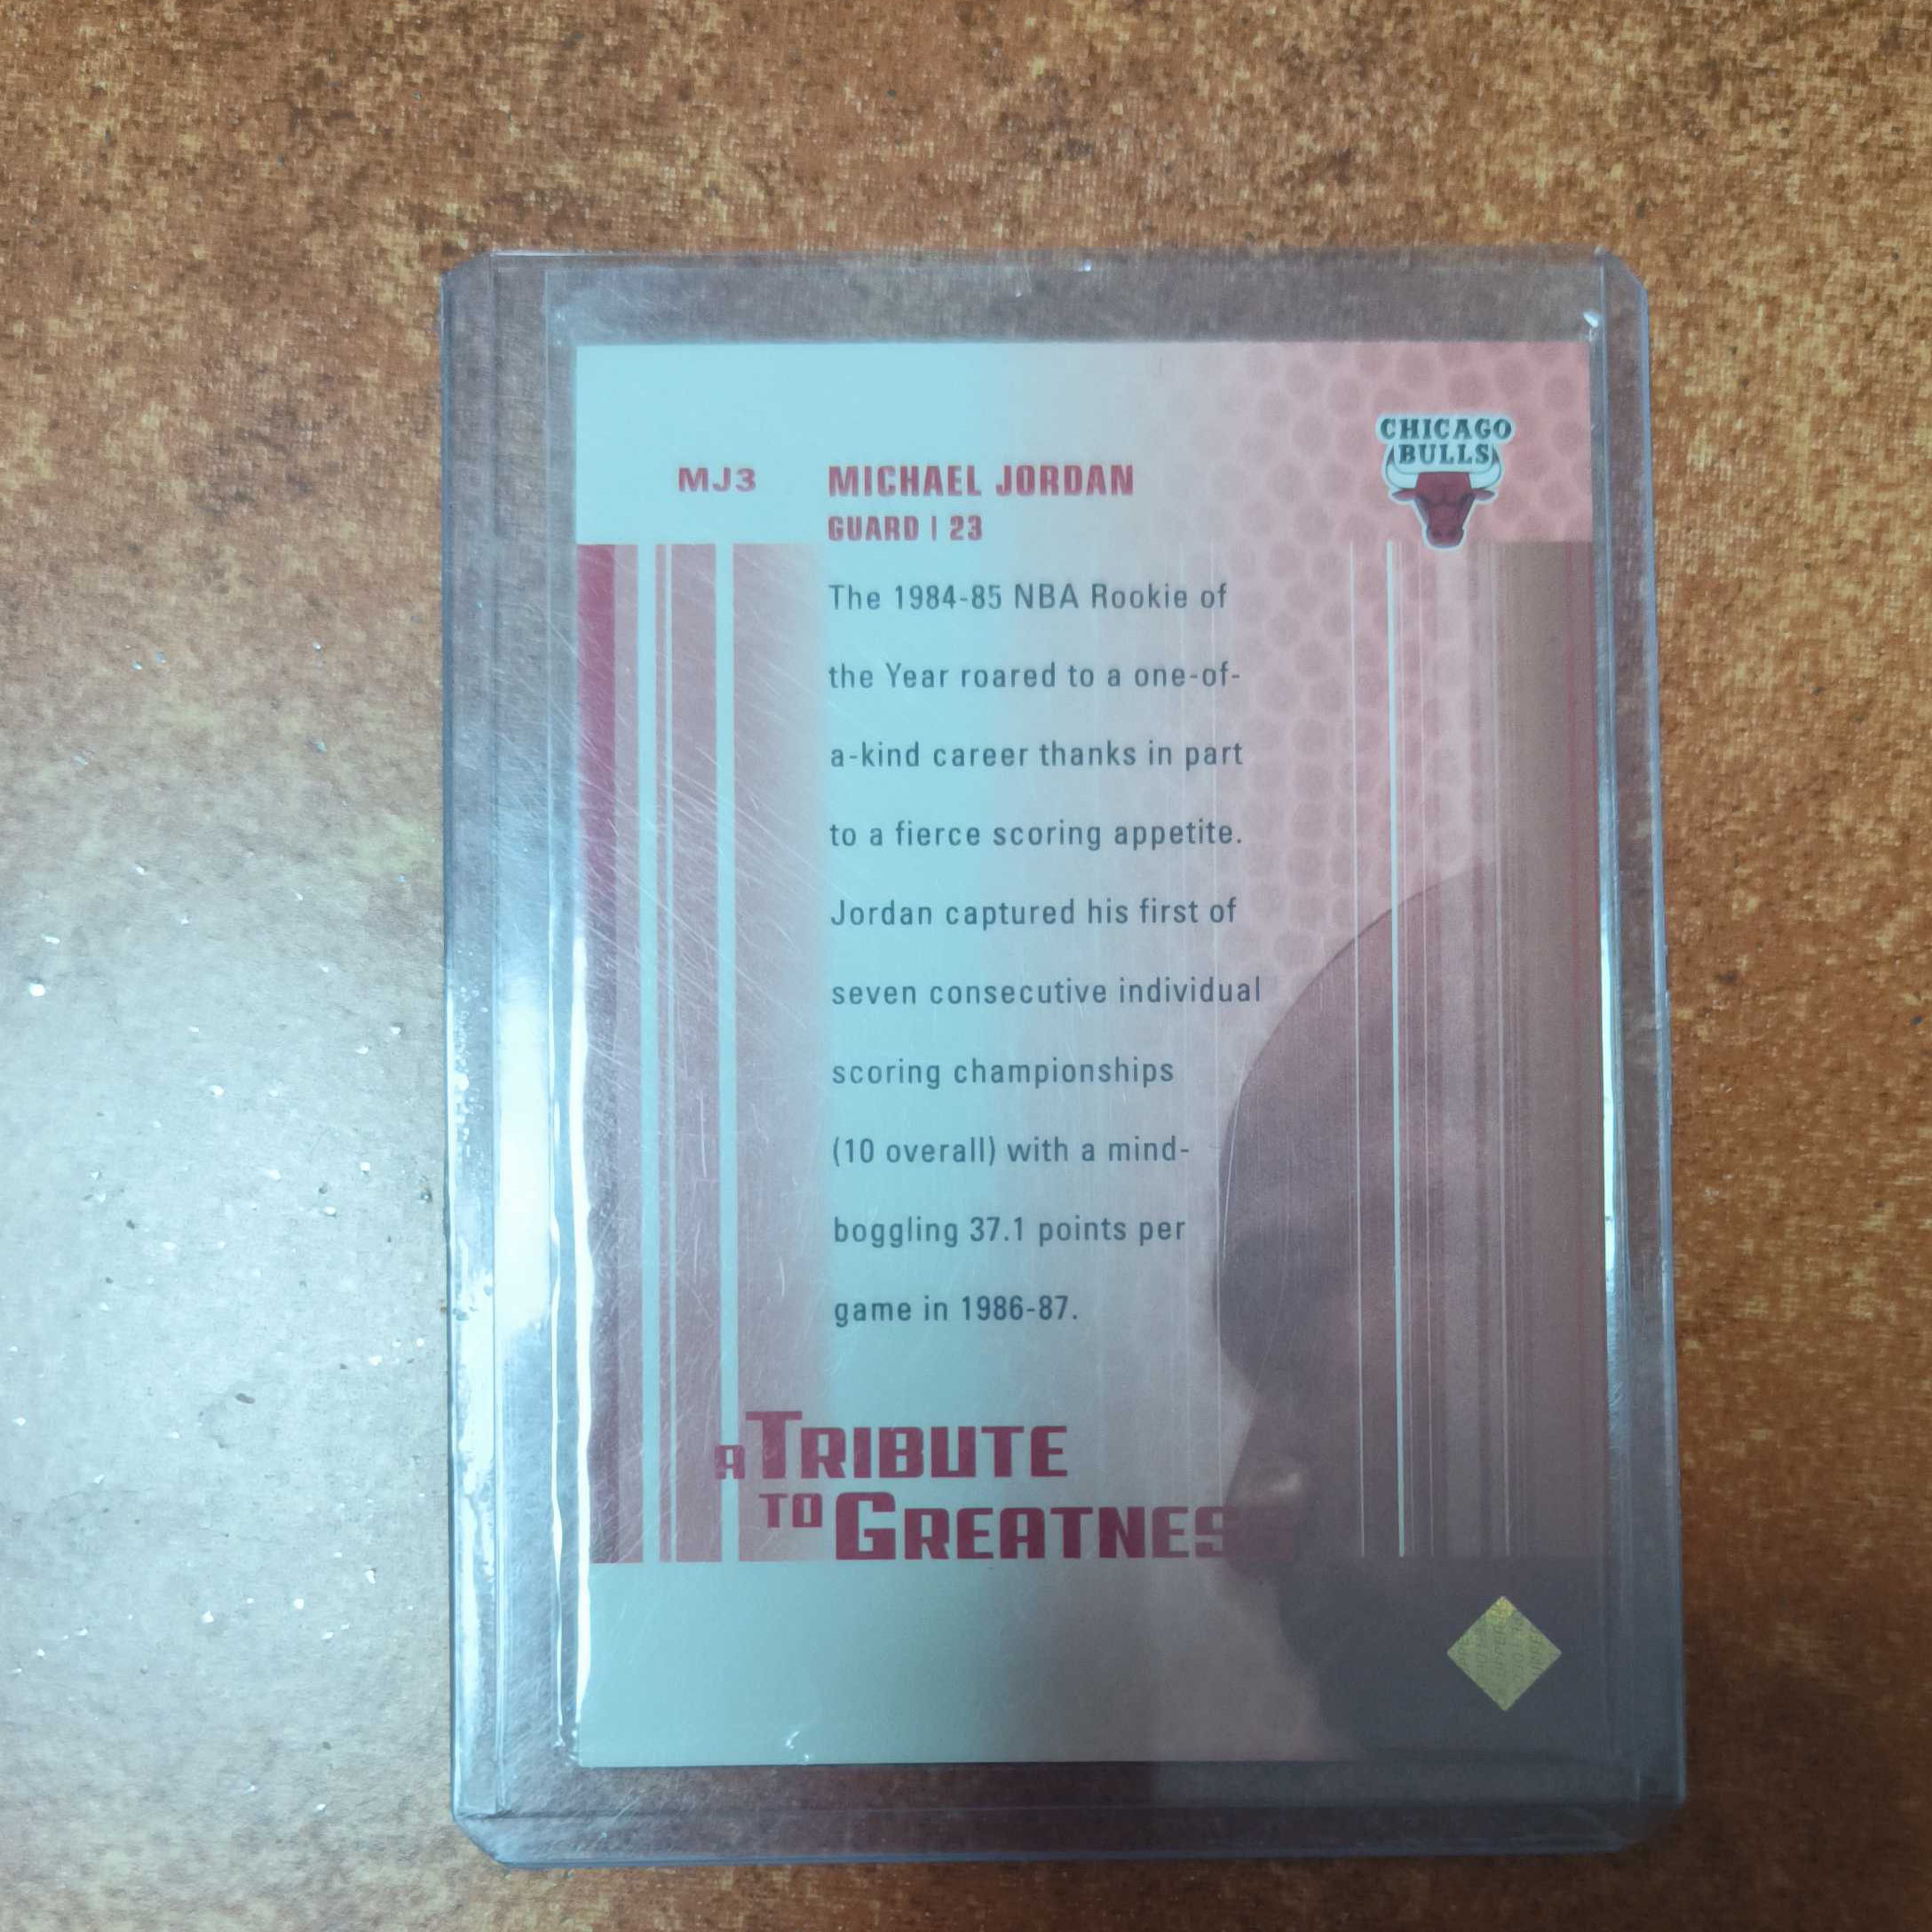 CHICAGO
BULLS
MJ3 MICHAEL JORDAN
GUARD | 23
The 1984-85 NBA Rookie of
the Year roared to a one-of-
a-kind career thanks in part
to a fierce scoring appetite.
Jordan captured his first of
seven consecutive individual
scoring championships
(10 overall) with a mind-
boggling 37.1 points per
game in 1986-87.
A TRIBUTE
TO GREATNESS